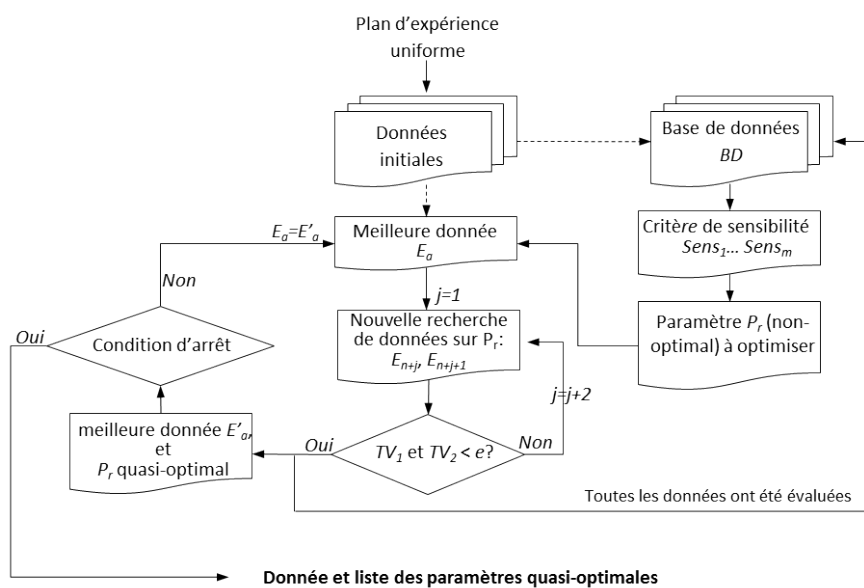 Plan d'expérience
uniforme
Données
initiales
Base de données
BD
Meilleure donnée
Eₐ
Critère de sensibilité
Sens₁... Sensₘ
Eₐ=E'ₐ
Non
j=1
Oui
Condition d'arrêt
Nouvelle recherche
de données sur Pᵣ:
Eₙ₊ⱼ, Eₙ₊ⱼ₊₁
Paramètre Pᵣ (non-
optimal) à optimiser
j=j+2
meilleure donnée E'ₐ,
et
Pᵣ quasi-optimal
Oui
TV₁ et TV₂ < e?
Non
Toutes les données ont été évaluées
Donnée et liste des paramètres quasi-optimales